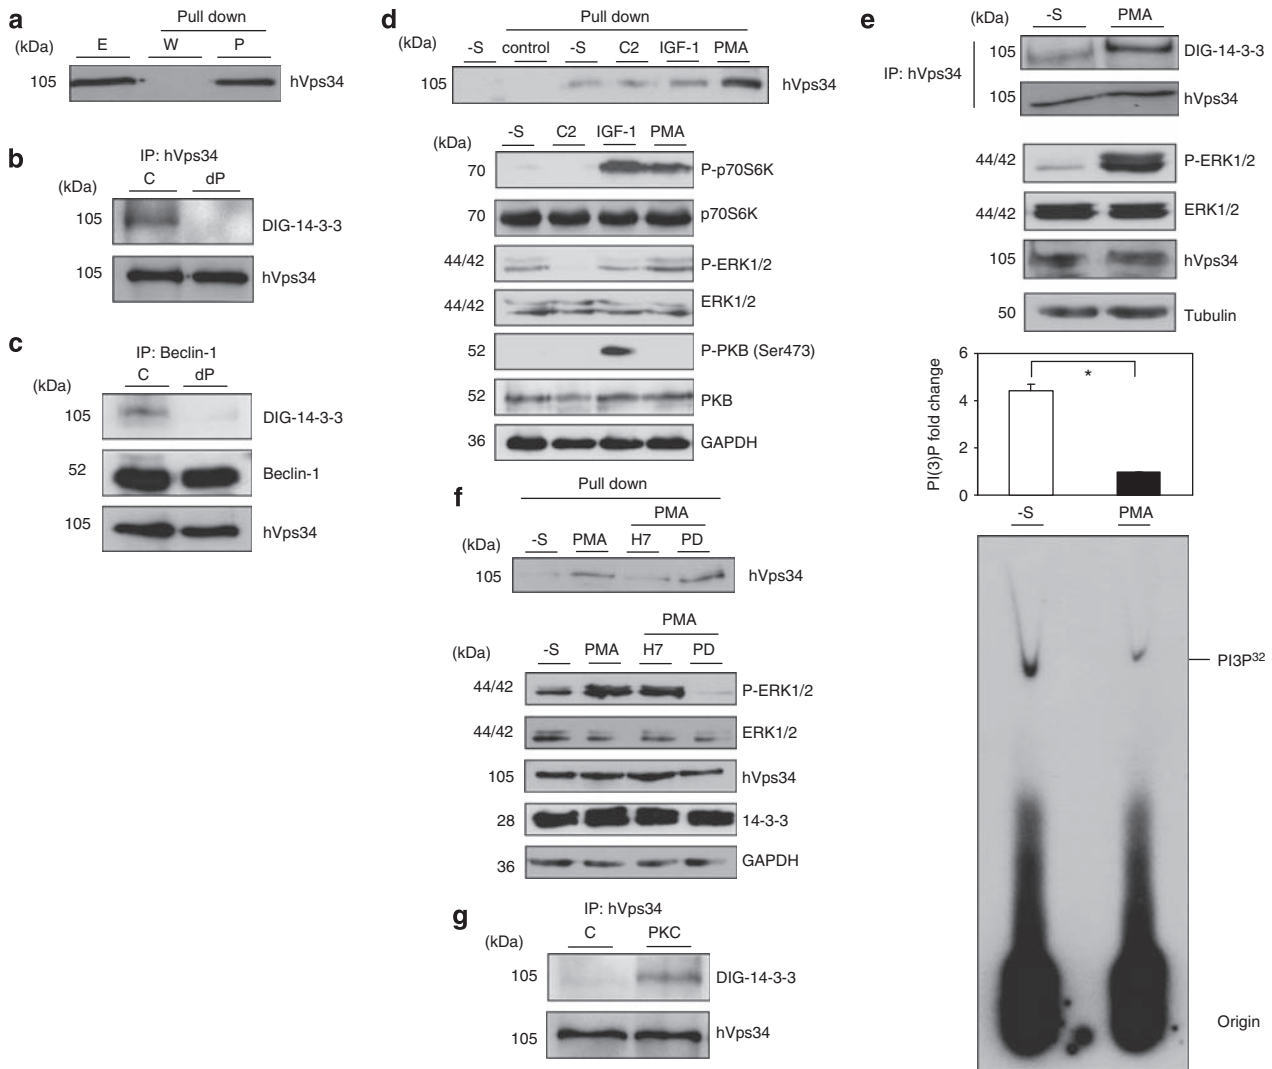 a
Pull down
(kDa)
E
W
P
105
hVps34
b
IP: hVps34
(kDa)
C
dP
105
DIG-14-3-3
105
hVps34
c
IP: Beclin-1
(kDa)
C
dP
105
DIG-14-3-3
52
Beclin-1
105
hVps34
d
Pull down
(kDa)
-S
control
-S
C2
IGF-1
PMA
105
hVps34
(kDa)
-S
C2
IGF-1
PMA
70
P-p70S6K
70
p70S6K
44/42
P-ERK1/2
44/42
ERK1/2
52
P-PKB (Ser473)
52
PKB
36
GAPDH
e
(kDa)
-S
PMA
IP: hVps34
105
DIG-14-3-3
105
hVps34
44/42
P-ERK1/2
44/42
ERK1/2
105
hVps34
50
Tubulin
PI(3)P fold change
6
4
2
0
*
-S
PMA
PI3P32
Origin
f
Pull down
PMA
(kDa)
-S
PMA
H7
PD
105
hVps34
PMA
(kDa)
-S
PMA
H7
PD
44/42
P-ERK1/2
44/42
ERK1/2
105
hVps34
28
14-3-3
36
GAPDH
g
IP: hVps34
(kDa)
C
PKC
105
DIG-14-3-3
105
hVps34